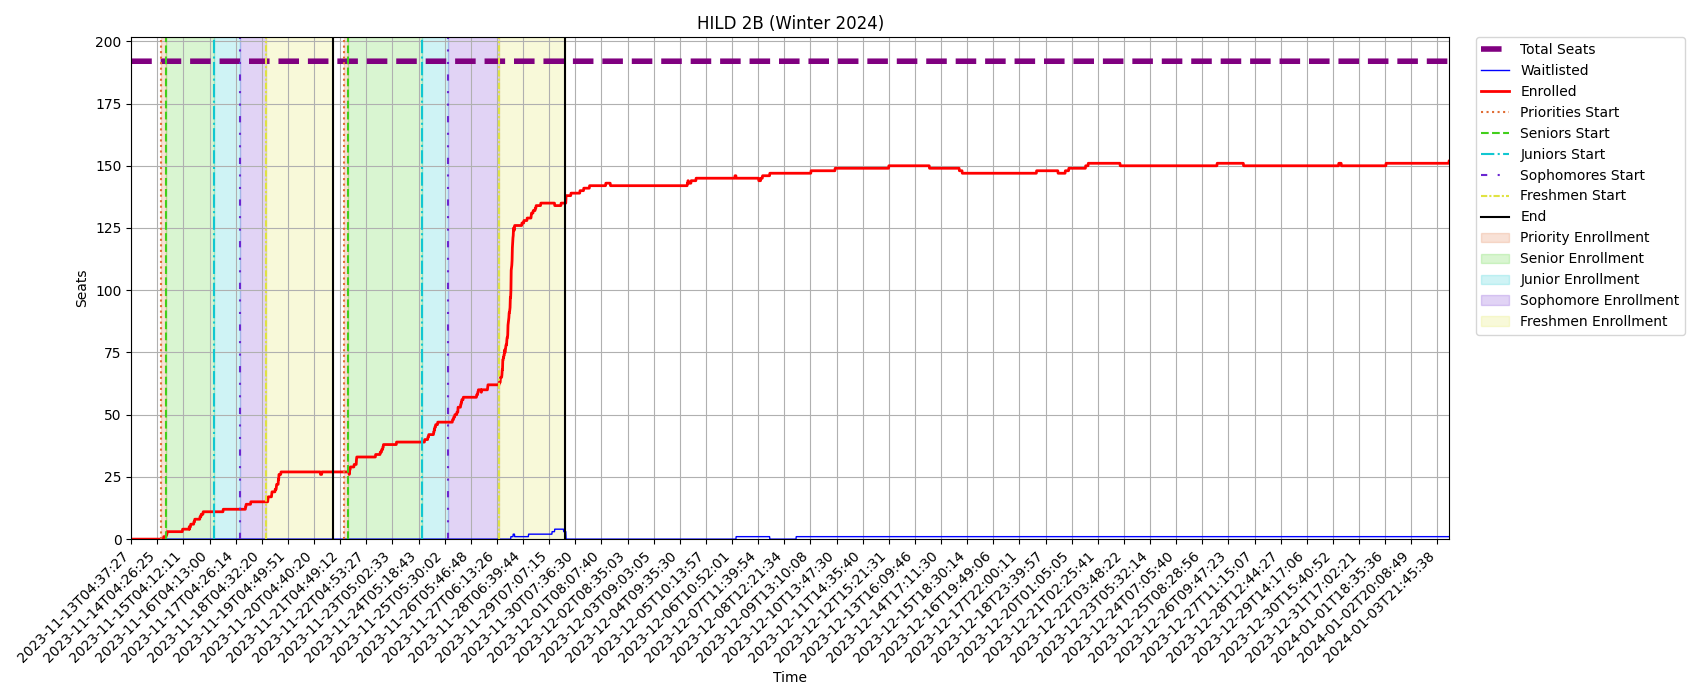 HILD 2B (Winter 2024)
200
175
150
125
100
75
50
25
0
Seats
2023-11-13T04:37:27
2023-11-14T04:26:25
2023-11-15T04:12:11
2023-11-16T04:13:00
2023-11-17T04:26:14
2023-11-18T04:32:20
2023-11-19T04:49:51
2023-11-20T04:40:20
2023-11-21T04:49:12
2023-11-22T04:53:27
2023-11-23T05:02:33
2023-11-24T05:18:43
2023-11-25T05:30:02
2023-11-26T05:46:48
2023-11-27T06:13:26
2023-11-28T06:39:44
2023-11-29T07:07:15
2023-11-30T07:36:30
2023-12-01T08:07:40
2023-12-02T08:35:03
2023-12-03T09:03:05
2023-12-04T09:35:30
2023-12-05T10:13:57
2023-12-06T10:52:01
2023-12-07T11:39:54
2023-12-08T12:21:34
2023-12-09T13:10:08
2023-12-10T13:47:30
2023-12-11T14:35:40
2023-12-12T15:21:31
2023-12-13T16:09:46
2023-12-14T17:11:30
2023-12-15T18:30:14
2023-12-16T19:49:06
2023-12-17T22:00:11
2023-12-18T23:39:57
2023-12-20T01:05:05
2023-12-21T02:25:41
2023-12-22T03:48:22
2023-12-23T05:32:14
2023-12-24T07:05:40
2023-12-25T08:28:56
2023-12-26T09:47:23
2023-12-27T11:15:07
2023-12-28T12:44:27
2023-12-29T14:17:06
2023-12-30T15:40:52
2023-12-31T17:02:21
2024-01-01T18:35:36
2024-01-02T20:08:49
2024-01-03T21:45:38
Time
Total Seats
Waitlisted
Enrolled
Priorities Start
Seniors Start
Juniors Start
Sophomores Start
Freshmen Start
End
Priority Enrollment
Senior Enrollment
Junior Enrollment
Sophomore Enrollment
Freshmen Enrollment